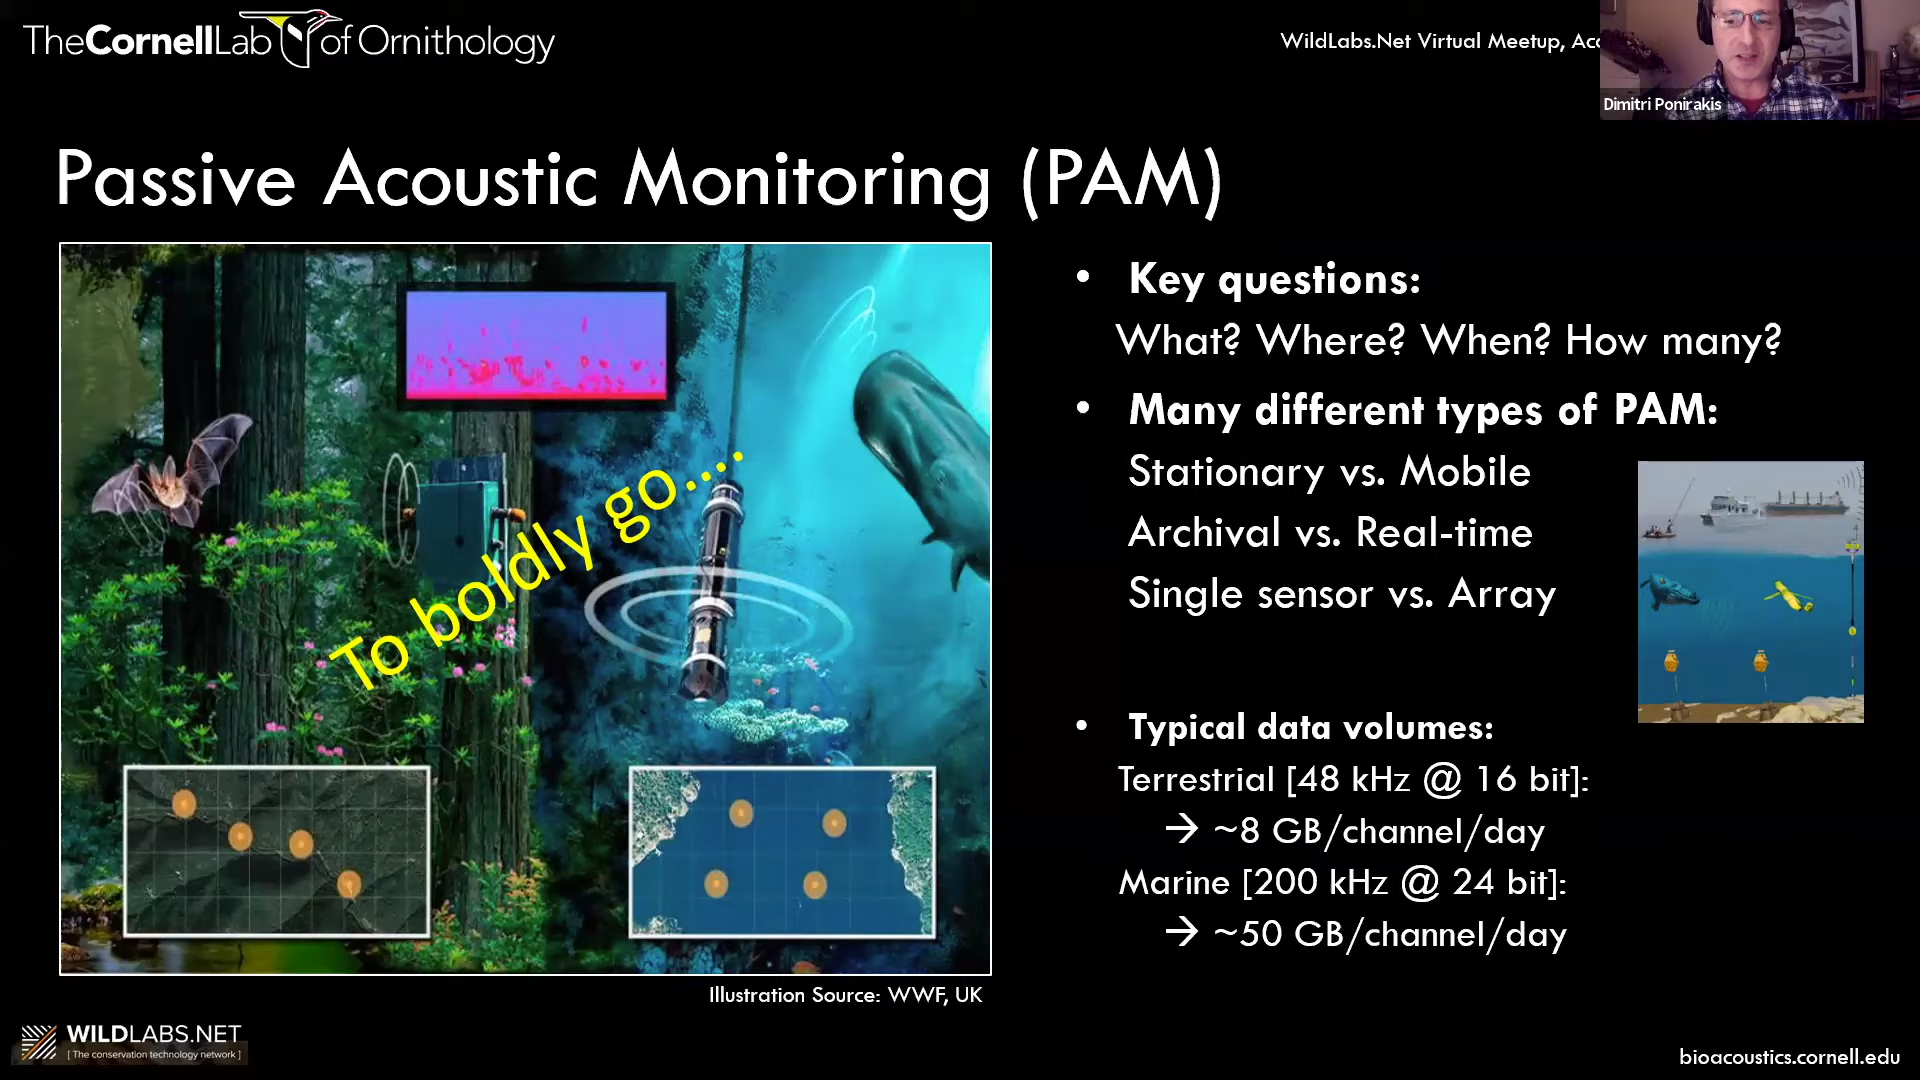 TheCornellLab of Ornithology
WildLabs.Net Virtual Meetup,
Dimitri Ponirakis
Passive Acoustic Monitoring (PAM)
To boldly go....
• Key questions:
What? Where? When? How many?
• Many different types of PAM:
Stationary vs. Mobile
Archival vs. Real-time
Single sensor vs. Array
• Typical data volumes:
Terrestrial [48 kHz @ 16 bit]:
→ ~8 GB/channel/day
Marine [200 kHz @ 24 bit]:
→ ~50 GB/channel/day
Illustration Source: WWF, UK
WILDLABS.NET
[ The conservation technology network ]
bioacoustics.cornell.edu